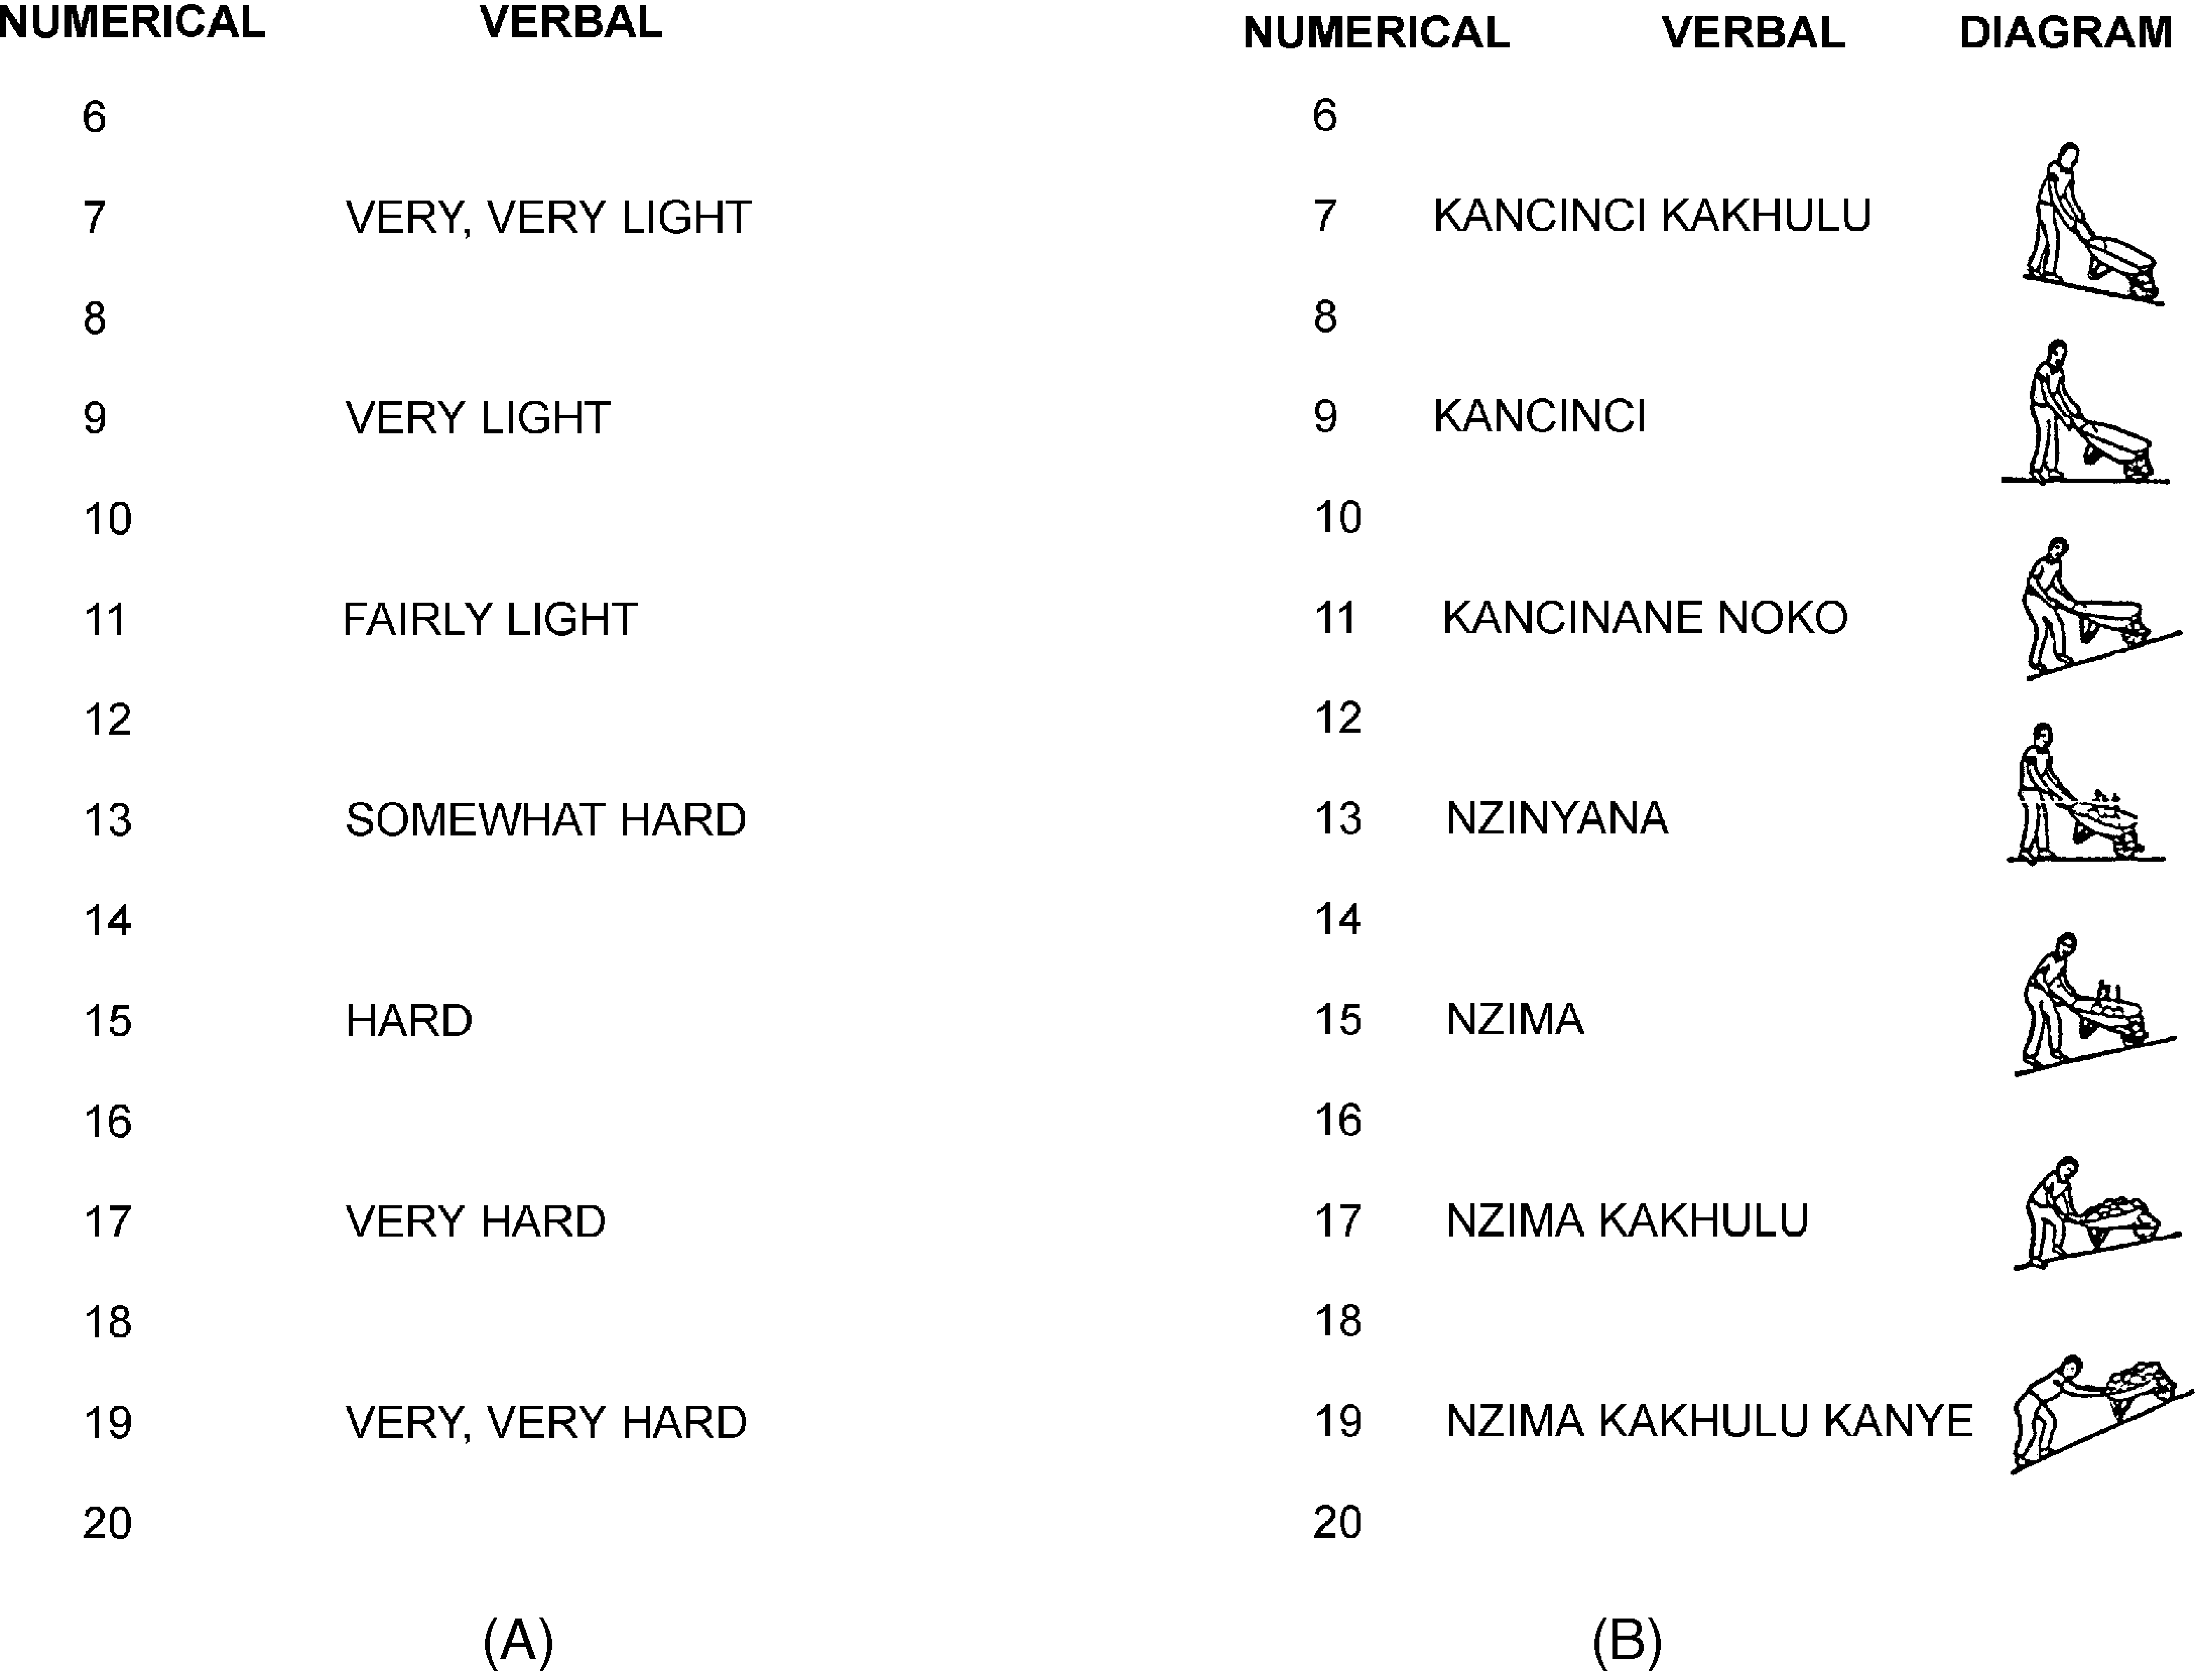 NUMERICAL VERBAL
6
7 VERY, VERY LIGHT
8
9 VERY LIGHT
10
11 FAIRLY LIGHT
12
13 SOMEWHAT HARD
14
15 HARD
16
17 VERY HARD
18
19 VERY, VERY HARD
20
(A)
NUMERICAL VERBAL DIAGRAM
6
7 KANCINCI KAKHULU
8
9 KANCINCI
10
11 KANCINANE NOKO
12
13 NZINYANA
14
15 NZIMA
16
17 NZIMA KAKHULU
18
19 NZIMA KAKHULU KANYE
20
(B)